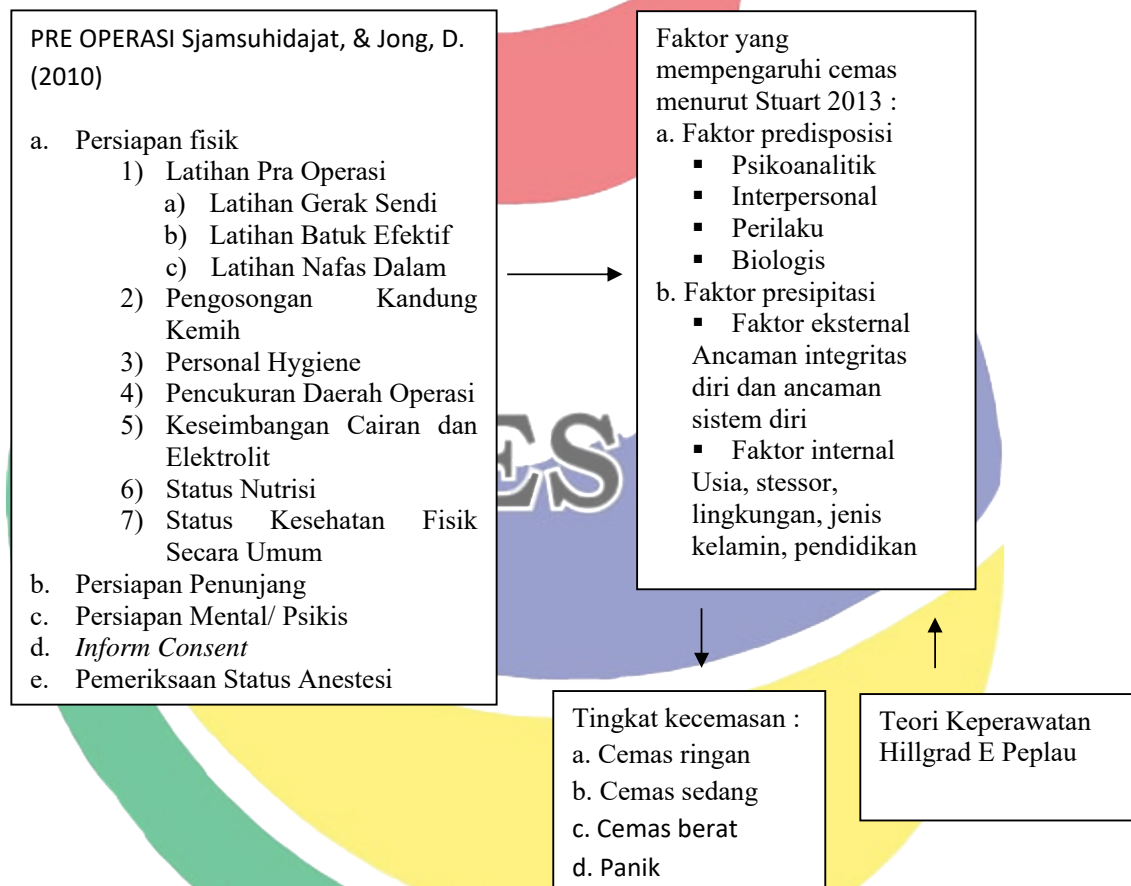 PRE OPERASI Sjamsuhidajat, & Jong, D.
(2010)
a. Persiapan fisik
1) Latihan Pra Operasi
a) Latihan Gerak Sendi
b) Latihan Batuk Efektif
c) Latihan Nafas Dalam
2) Pengosongan Kandung
Kemih
3) Personal Hygiene
4) Pencukuran Daerah Operasi
5) Keseimbangan Cairan dan
Elektrolit
6) Status Nutrisi
7) Status Kesehatan Fisik
Secara Umum
b. Persiapan Penunjang
c. Persiapan Mental/ Psikis
d. Inform Consent
e. Pemeriksaan Status Anestesi
Faktor yang
mempengaruhi cemas
menurut Stuart 2013 :
a. Faktor predisposisi
▪ Psikoanalitik
▪ Interpersonal
▪ Perilaku
▪ Biologis
b. Faktor presipitasi
▪ Faktor eksternal
Ancaman integritas
diri dan ancaman
sistem diri
▪ Faktor internal
Usia, stessor,
lingkungan, jenis
kelamin, pendidikan
Tingkat kecemasan :
a. Cemas ringan
b. Cemas sedang
c. Cemas berat
d. Panik
Teori Keperawatan
Hillgrad E Peplau